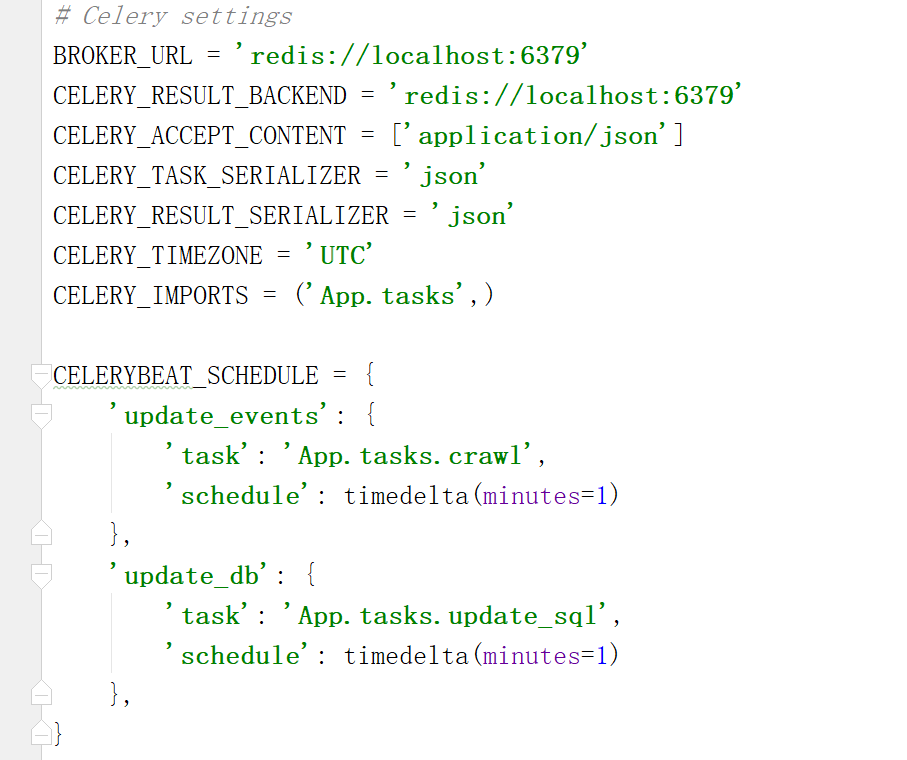 # Celery settings
BROKER_URL = 'redis://localhost:6379'
CELERY_RESULT_BACKEND = 'redis://localhost:6379'
CELERY_ACCEPT_CONTENT = ['application/json']
CELERY_TASK_SERIALIZER = 'json'
CELERY_RESULT_SERIALIZER = 'json'
CELERY_TIMEZONE = 'UTC'
CELERY_IMPORTS = ('App.tasks',)

CELERYBEAT_SCHEDULE = {
    'update_events': {
        'task': 'App.tasks.crawl',
        'schedule': timedelta(minutes=1)
    },
    'update_db': {
        'task': 'App.tasks.update_sql',
        'schedule': timedelta(minutes=1)
    },
}